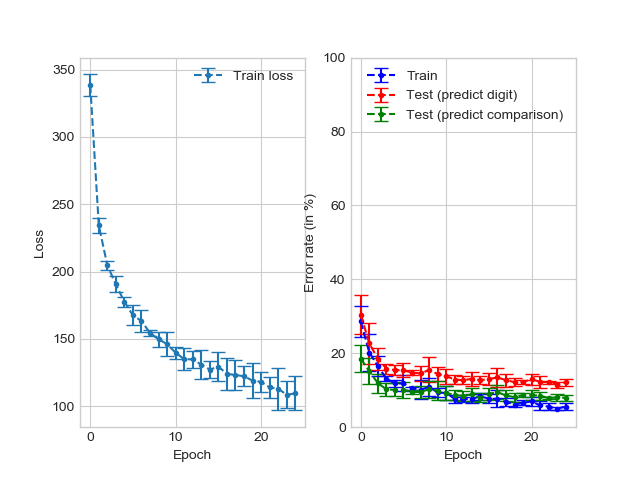 350
300
250
200
150
100
Loss
0
10
20
Epoch
Train loss
100
80
60
40
20
0
Error rate (in %)
0
10
20
Epoch
Train
Test (predict digit)
Test (predict comparison)